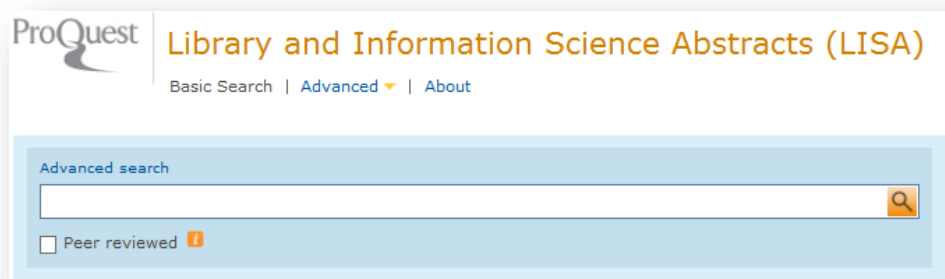 ProQuest
Library and Information Science Abstracts (LISA)
Basic Search | Advanced | About
Advanced search
Peer reviewed i